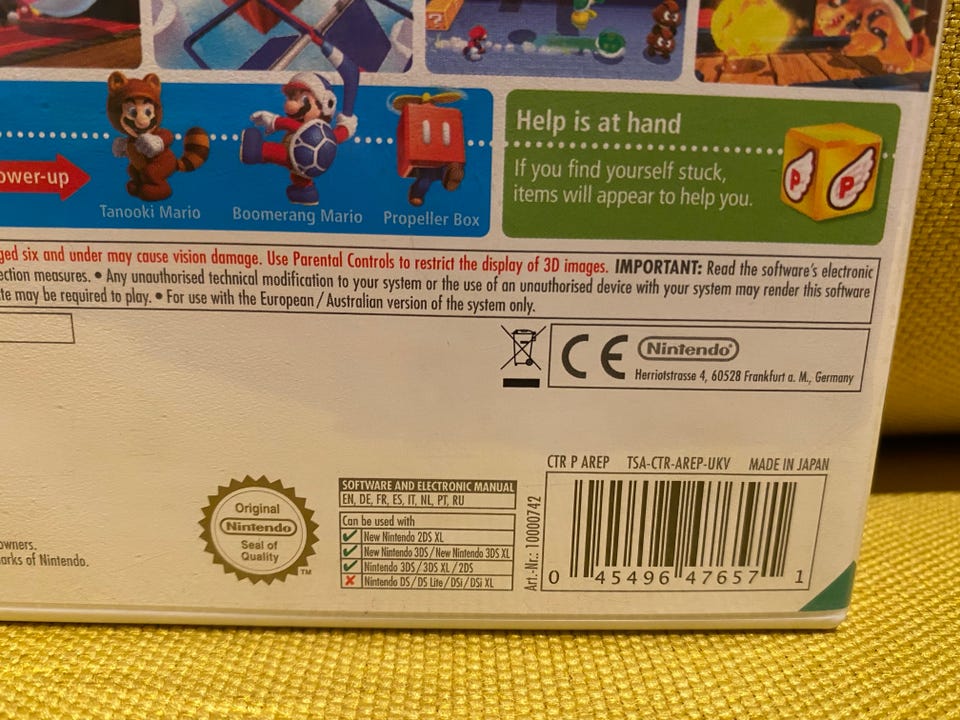 Help is at hand
If you find yourself stuck,
items will appear to help you.
ower-up
Tanooki Mario
Boomerang Mario
Propeller Box
ged six and under may cause vision damage. Use Parental Controls to restrict the display of 3D images. IMPORTANT: Read the software's electronic
ection measures. • Any unauthorised technical modification to your system or the use of an unauthorised device with your system may render this software
te may be required to play. • For use with the European / Australian version of the system only.
CE
Nintendo®
Herriotstrasse 4, 60528 Frankfurt a. M., Germany
CTR P AREP TSA-CTR-AREP-UKV MADE IN JAPAN
Original
Nintendo
Seal of
Quality
TM
SOFTWARE AND ELECTRONIC MANUAL
EN, DE, FR, ES, IT, NL, PT, RU
Can be used with
New Nintendo 2DS XL
New Nintendo 3DS / New Nintendo 3DS XL
Nintendo 3DS / 3DS XL / 2DS
Nintendo DS / DS Lite / DSi / DSi XL
Art.-Nr.: 10000742
0 45496 47657 1
owners.
arks of Nintendo.
P P
?